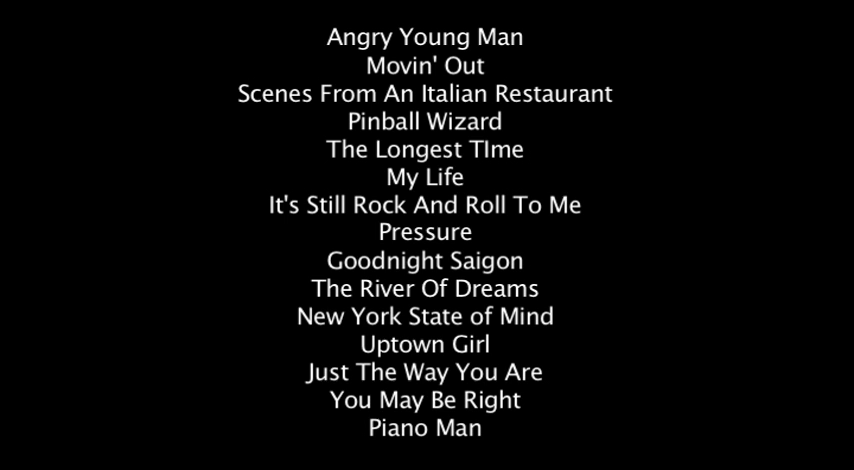 Angry Young Man
Movin' Out
Scenes From An Italian Restaurant
Pinball Wizard
The Longest TIme
My Life
It's Still Rock And Roll To Me
Pressure
Goodnight Saigon
The River Of Dreams
New York State of Mind
Uptown Girl
Just The Way You Are
You May Be Right
Piano Man